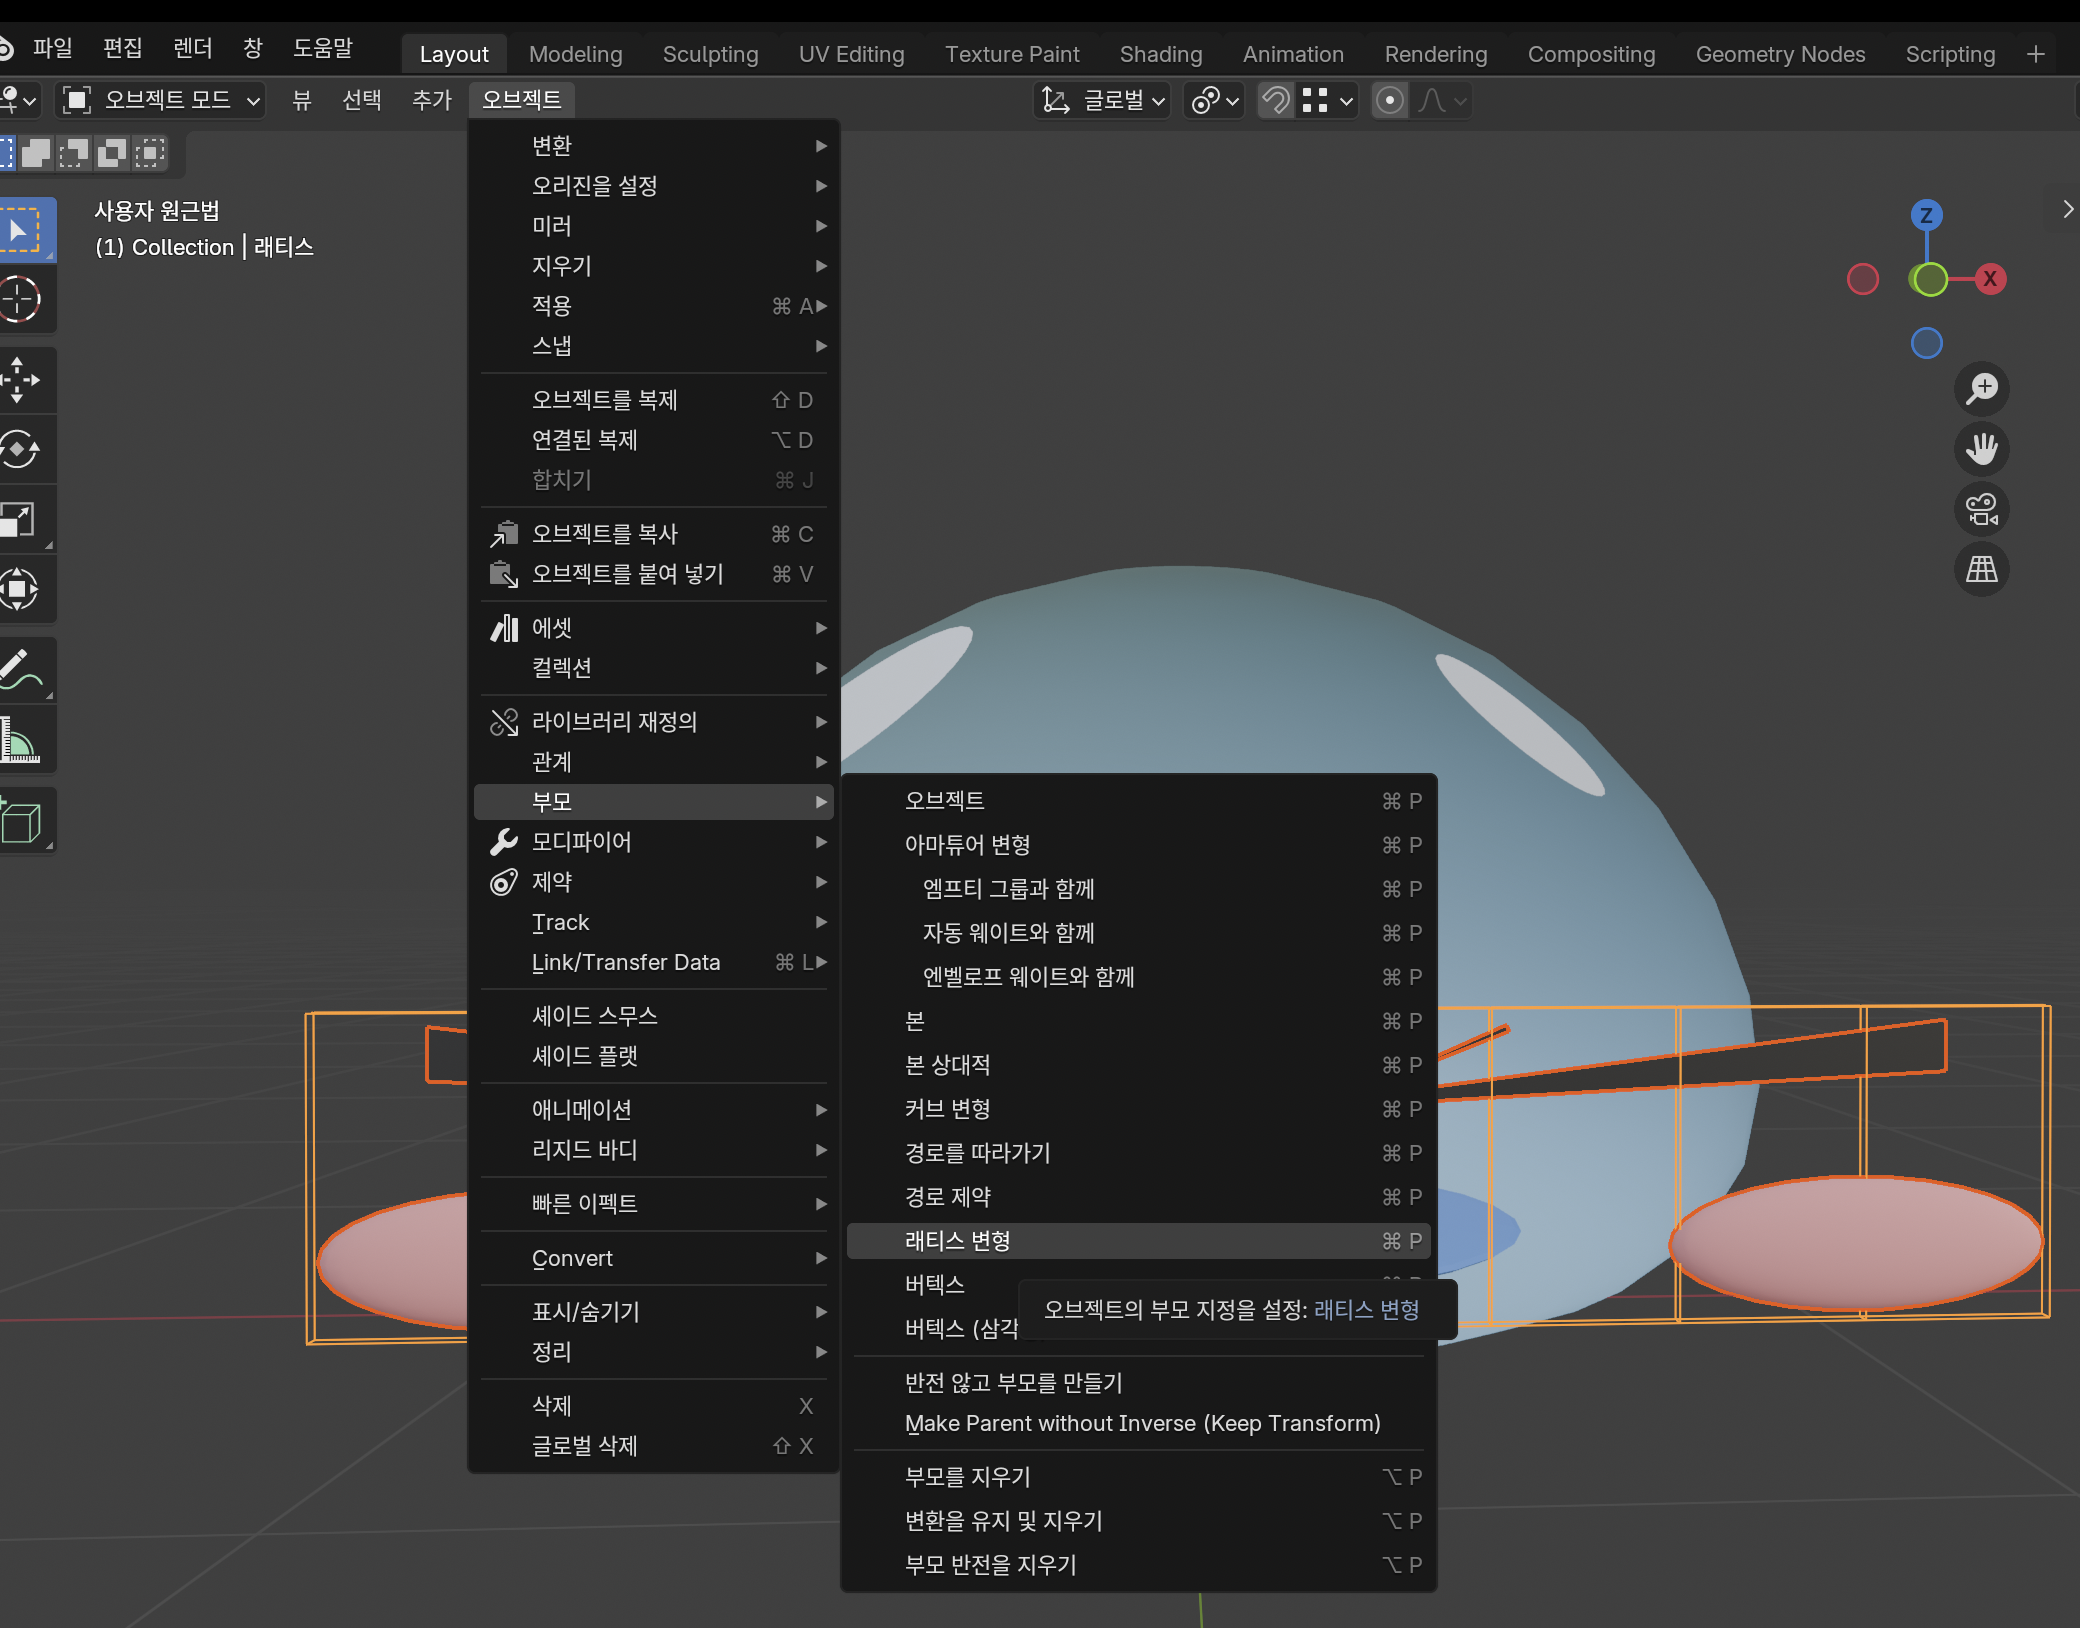 파일 편집 렌더 창 도움말 Layout Modeling Sculpting UV Editing Texture Paint Shading Animation Rendering Compositing Geometry Nodes Scripting +
오브젝트 모드 뷰 선택 추가 오브젝트 글로벌
사용자 원근법
(1) Collection | 래티스
Z
X
변환
오리진을 설정
미러
지우기
적용 ⌘ A
스냅
오브젝트를 복제 ⇧ D
연결된 복제 ⌥ D
합치기 ⌘ J
오브젝트를 복사 ⌘ C
오브젝트를 붙여 넣기 ⌘ V
에셋
컬렉션
라이브러리 재정의
관계
부모
모디파이어
제약
Track
Link/Transfer Data ⌘ L
셰이드 스무스
셰이드 플랫
애니메이션
리지드 바디
빠른 이펙트
Convert
표시/숨기기
정리
삭제 X
글로벌 삭제 ⇧ X
오브젝트 ⌘ P
아마튜어 변형 ⌘ P
엠프티 그룹과 함께 ⌘ P
자동 웨이트와 함께 ⌘ P
엔벨로프 웨이트와 함께 ⌘ P
본 ⌘ P
본 상대적 ⌘ P
커브 변형 ⌘ P
경로를 따라가기 ⌘ P
경로 제약 ⌘ P
래티스 변형 ⌘ P
버텍스
버텍스 (삼각
오브젝트의 부모 지정을 설정: 래티스 변형
반전 않고 부모를 만들기
Make Parent without Inverse (Keep Transform)
부모를 지우기 ⌥ P
변환을 유지 및 지우기 ⌥ P
부모 반전을 지우기 ⌥ P